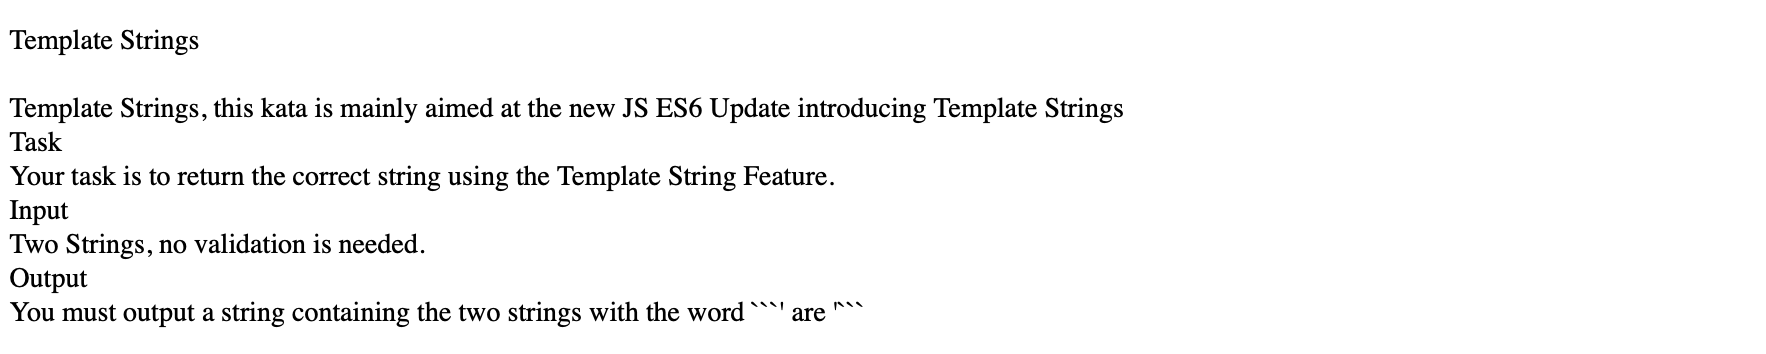 Template Strings
Template Strings, this kata is mainly aimed at the new JS ES6 Update introducing Template Strings
Task
Your task is to return the correct string using the Template String Feature.
Input
Two Strings, no validation is needed.
Output
You must output a string containing the two strings with the word ```' are '```